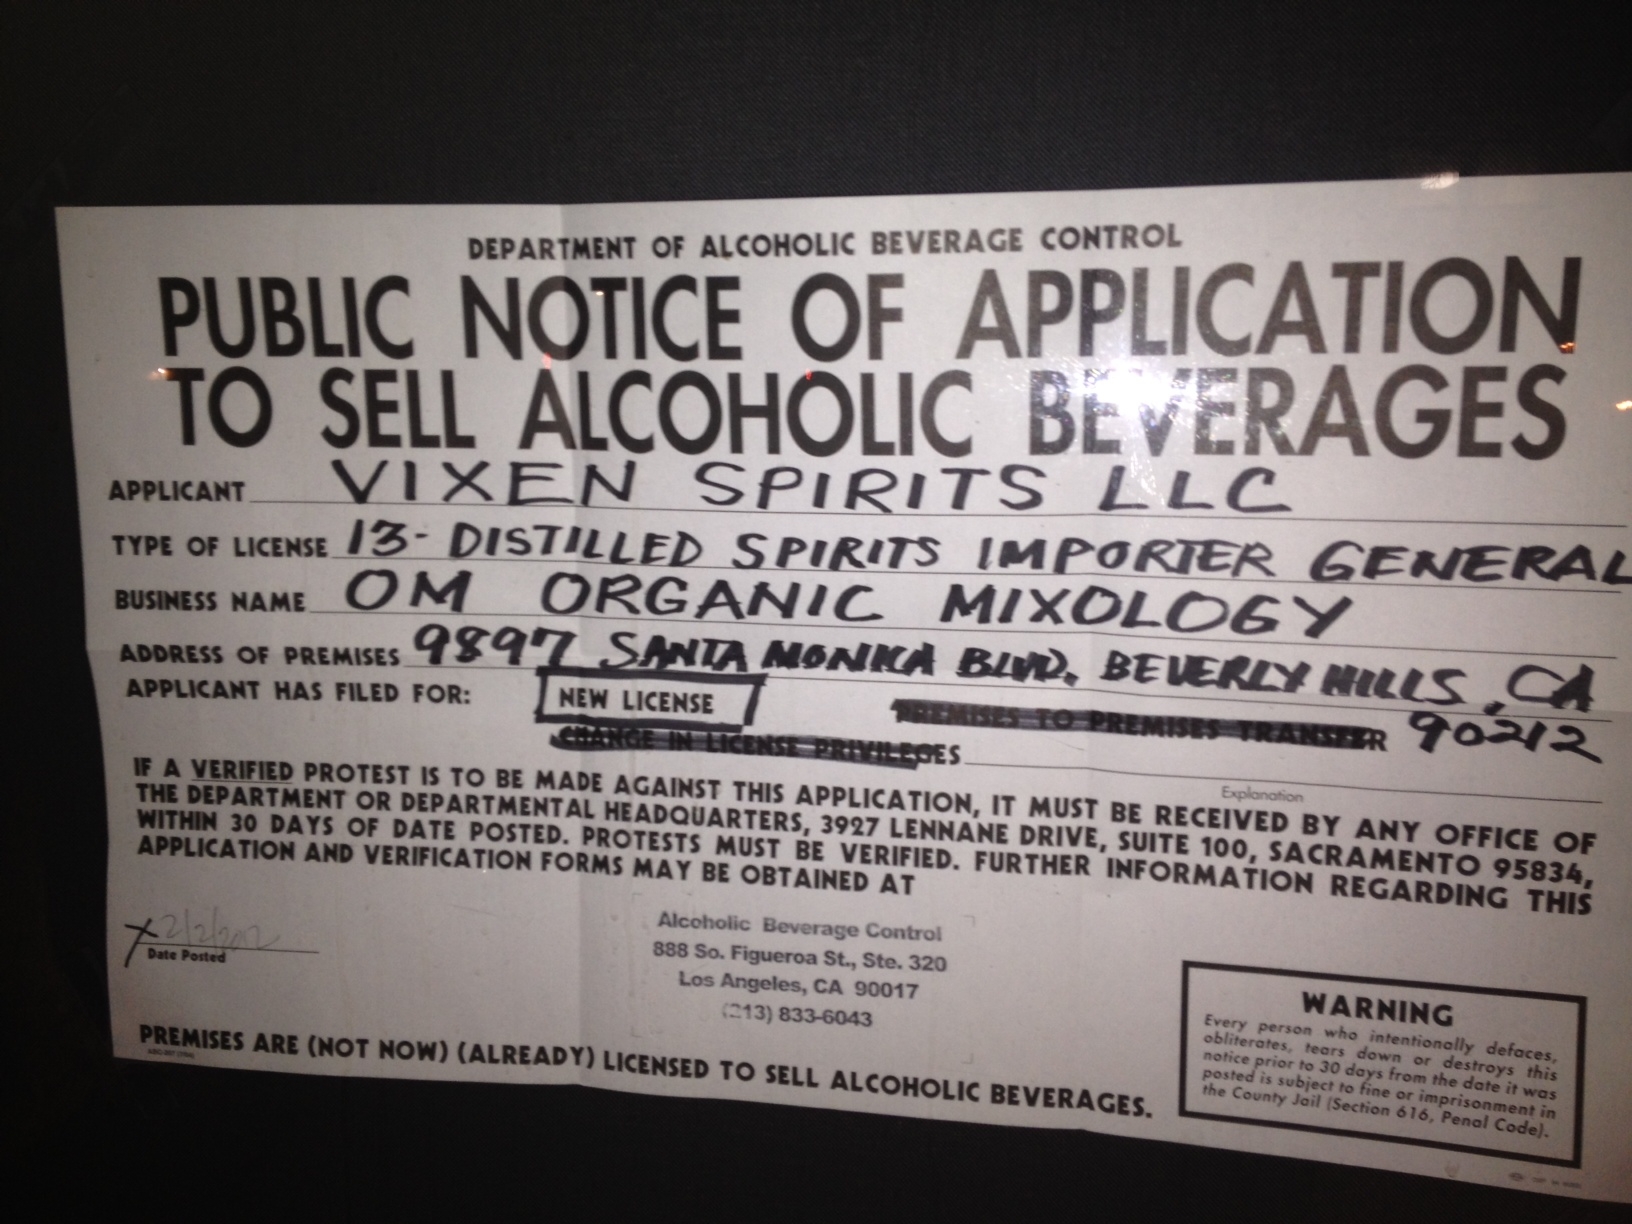 DEPARTMENT OF ALCOHOLIC BEVERAGE CONTROL
PUBLIC NOTICE OF APPLICATION
TO SELL ALCOHOLIC BEVERAGES
APPLICANT VIXEN SPIRITS LLC
TYPE OF LICENSE 13- DISTILLED SPIRITS IMPORTER GENERAL
BUSINESS NAME OM ORGANIC MIXOLOGY
ADDRESS OF PREMISES 9897 SANTA MONICA BLVD. BEVERLY HILLS, CA
APPLICANT HAS FILED FOR: NEW LICENSE PREMISES TO PREMISES TRANSFER 90212
CHANGE IN LICENSE PRIVILEGES
Explanation
IF A VERIFIED PROTEST IS TO BE MADE AGAINST THIS APPLICATION, IT MUST BE RECEIVED BY ANY OFFICE OF
THE DEPARTMENT OR DEPARTMENTAL HEADQUARTERS, 3927 LENNANE DRIVE, SUITE 100, SACRAMENTO 95834,
WITHIN 30 DAYS OF DATE POSTED. PROTESTS MUST BE VERIFIED. FURTHER INFORMATION REGARDING THIS
APPLICATION AND VERIFICATION FORMS MAY BE OBTAINED AT
Alcoholic Beverage Control
888 So. Figueroa St., Ste. 320
Los Angeles, CA 90017
(213) 833-6043
X 2/2/2012
Date Posted
PREMISES ARE (NOT NOW) (ALREADY) LICENSED TO SELL ALCOHOLIC BEVERAGES.
WARNING
Every person who intentionally defaces,
obliterates, tears down or destroys this
notice prior to 30 days from the date it was
posted is subject to fine or imprisonment in
the County Jail (Section 616, Penal Code).